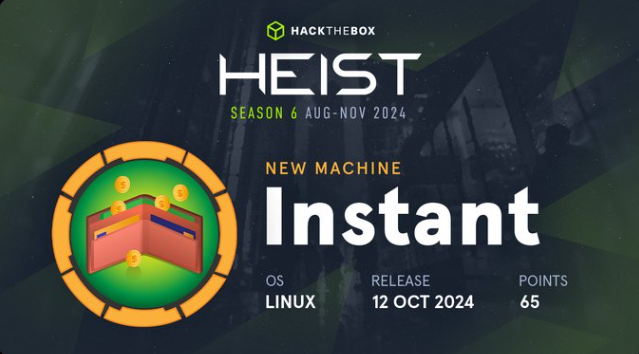 HACKTHEBOX
HEIST
SEASON 6 AUG-NOV 2024
NEW MACHINE
Instant
OS RELEASE POINTS
LINUX 12 OCT 2024 65